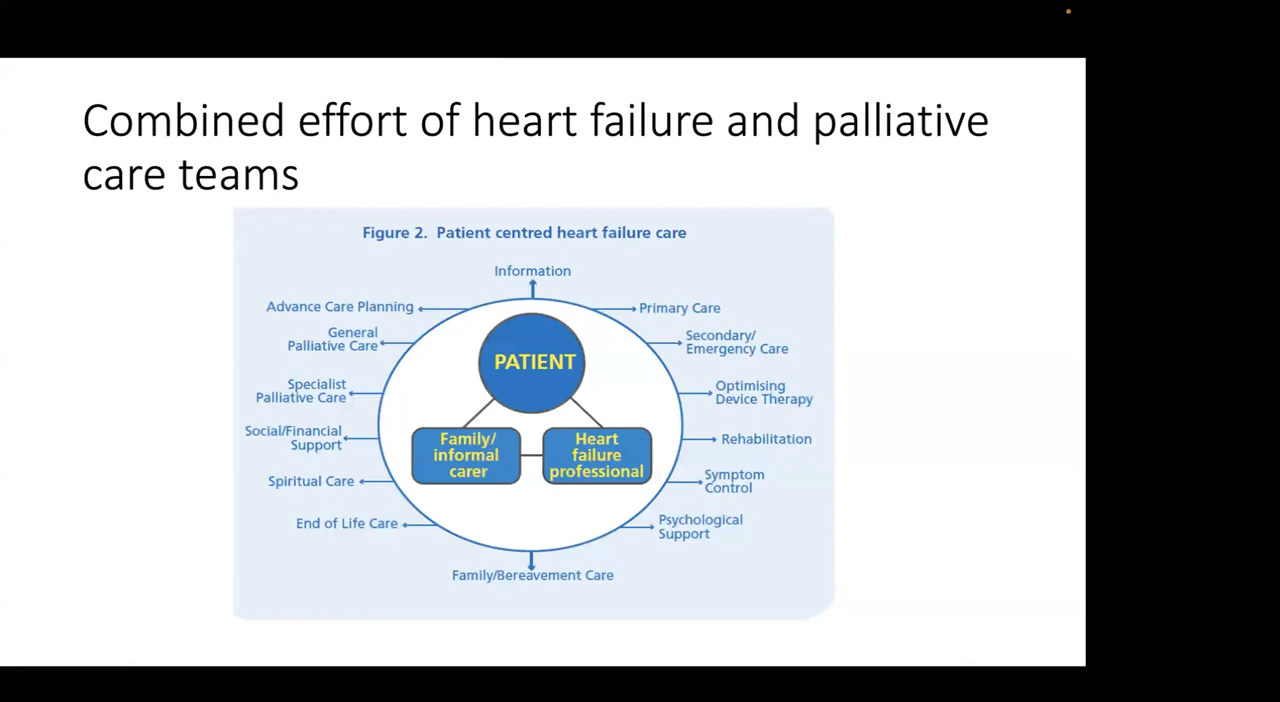 Combined effort of heart failure and palliative
care teams
Figure 2. Patient centred heart failure care
Information
Advance Care Planning
Primary Care
General
Palliative Care
Secondary/
Emergency Care
PATIENT
Specialist
Palliative Care
Optimising
Device Therapy
Social/Financial
Support
Family/
informal
carer
Heart
failure
professional
Rehabilitation
Spiritual Care
Symptom
Control
End of Life Care
Psychological
Support
Family/Bereavement Care